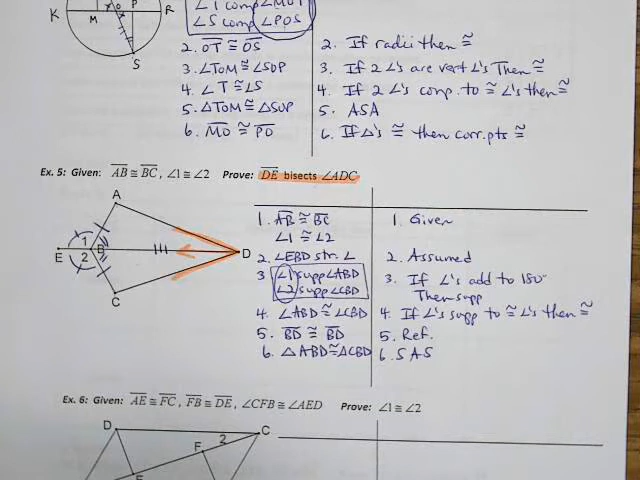 ∠T comp ∠MOT
∠S comp ∠POS
K M O P R
S
2. OT ≅ OS 2. If radii then ≅
3. ∠TOM ≅ ∠SOP 3. If 2 ∠'s are vert ∠'s Then ≅
4. ∠T ≅ ∠S 4. If 2 ∠'s comp. to ≅ ∠'s then ≅
5. △TOM ≅ △SUP 5. ASA
6. MO ≅ PO 6. If △'s ≅ then corr. pts ≅
Ex. 5: Given: AB ≅ BC, ∠1 ≅ ∠2 Prove: DE bisects ∠ADC
A
E 1 B D
2
C
1. AB ≅ BC 1. Given
∠1 ≅ ∠2
2. ∠EBD str. ∠ 2. Assumed
3 ∠1 supp ∠ABD 3. If ∠'s add to 180°
∠2 supp ∠CBD Then supp
4. ∠ABD ≅ ∠CBD 4. If ∠'s supp to ≅ ∠'s then ≅
5. BD ≅ BD 5. Ref.
6. △ABD ≅ △CBD 6. SAS
Ex. 6: Given: AE ≅ FC, FB ≅ DE, ∠CFB ≅ ∠AED Prove: ∠1 ≅ ∠2
D C
F 2
E